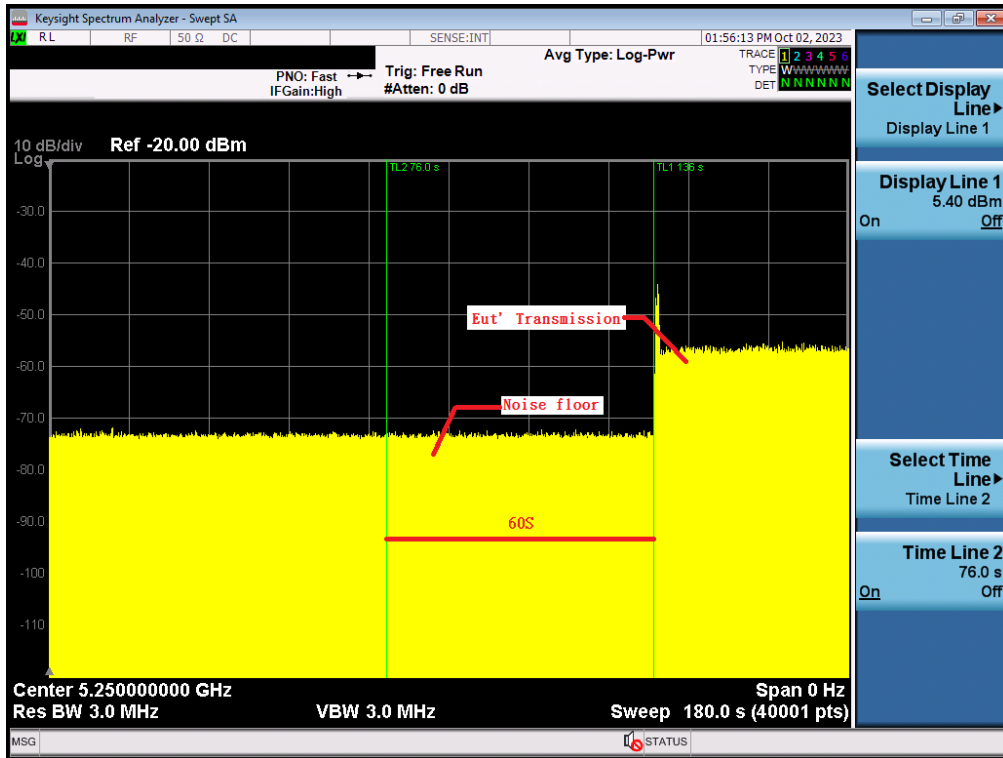 Keysight Spectrum Analyzer - Swept SA
LXI RL RF 50 Ω DC SENSE:INT 01:56:13 PM Oct 02, 2023
Avg Type: Log-Pwr
TRACE 1 2 3 4 5 6
TYPE WWWWWW
DET N N N N N N
PNO: Fast
IFGain:High
Trig: Free Run
#Atten: 0 dB
10 dB/div Ref -20.00 dBm
Log
TL2 76.0 s
TL1 136 s
-30.0
-40.0
-50.0
Eut' Transmission
-60.0
Noise floor
-70.0
-80.0
-90.0
60S
-100
-110
Center 5.250000000 GHz
Span 0 Hz
Res BW 3.0 MHz
VBW 3.0 MHz
Sweep 180.0 s (40001 pts)
MSG
STATUS
Select Display
Line
Display Line 1
Display Line 1
5.40 dBm
On Off
Select Time
Line
Time Line 2
Time Line 2
76.0 s
On Off